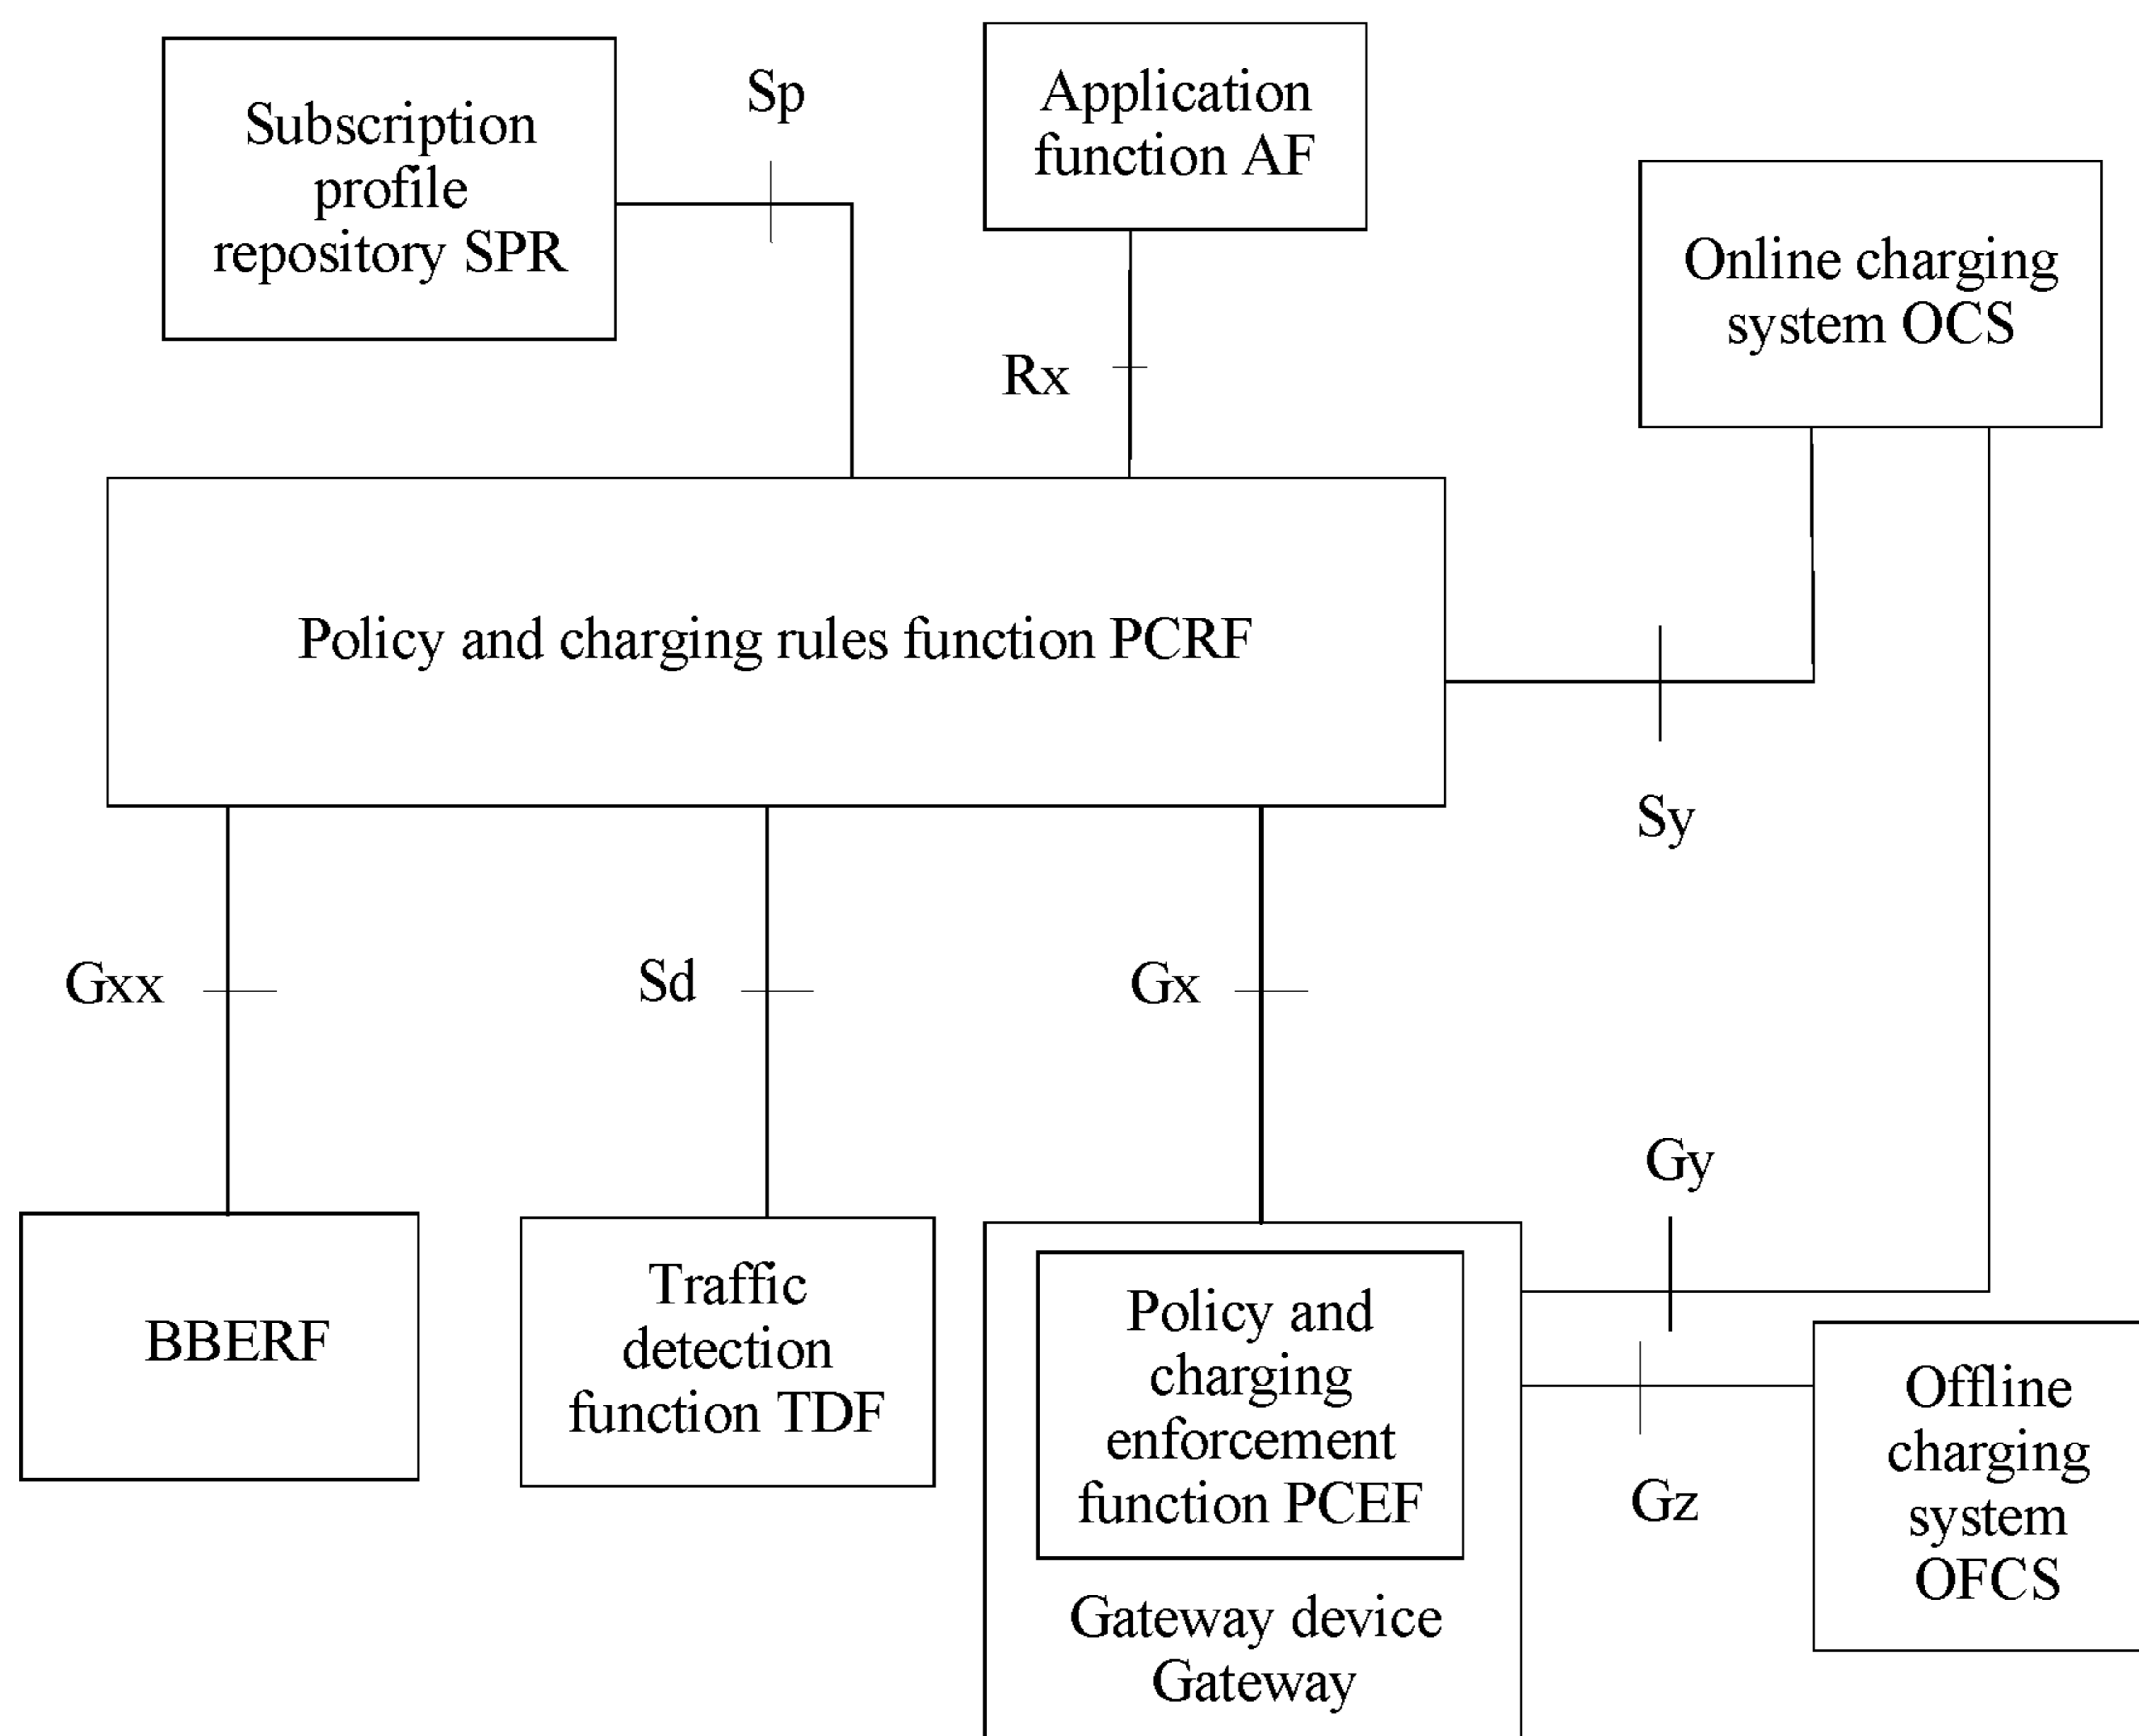 Subscription
profile
repository SPR
Sp
Application
function AF
Rx
Online charging
system OCS
Policy and charging rules function PCRF
Sy
Gxx
Sd
Gx
Gy
BBERF
Traffic
detection
function TDF
Policy and
charging
enforcement
function PCEF
Gateway device
Gateway
Gz
Offline
charging
system
OFCS